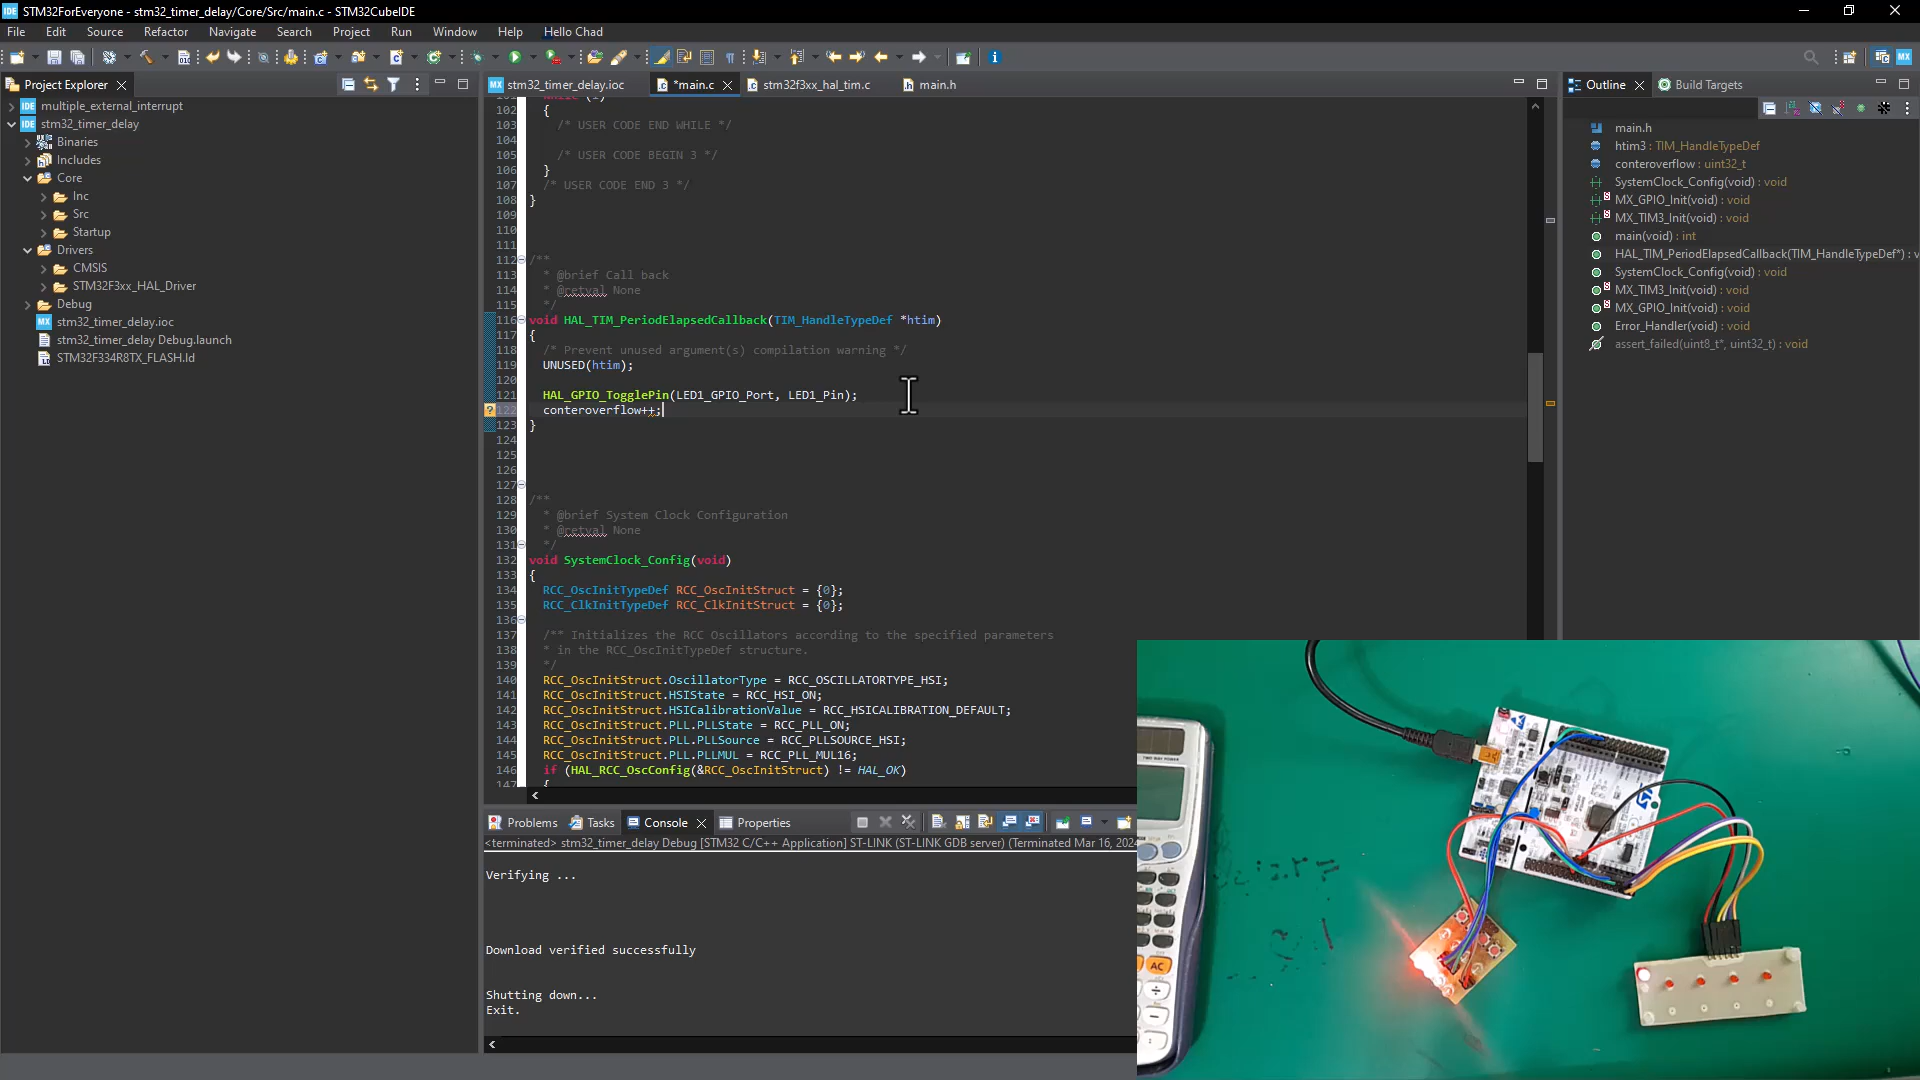 IDE STM32ForEveryone - stm32_timer_delay/Core/Src/main.c - STM32CubeIDE
File Edit Source Refactor Navigate Search Project Run Window Help Hello Chad
Project Explorer
stm32_timer_delay.ioc
*main.c
stm32f3xx_hal_tim.c
main.h
Outline
Build Targets
multiple_external_interrupt
stm32_timer_delay
Binaries
Includes
Core
Inc
Src
Startup
Drivers
CMSIS
STM32F3xx_HAL_Driver
Debug
stm32_timer_delay.ioc
stm32_timer_delay Debug.launch
STM32F334R8TX_FLASH.ld
102 {
103 /* USER CODE END WHILE */
104
105 /* USER CODE BEGIN 3 */
106 }
107 /* USER CODE END 3 */
108 }
109
110
111
112 /**
113 * @brief Call back
114 * @retval None
115 */
116 void HAL_TIM_PeriodElapsedCallback(TIM_HandleTypeDef *htim)
117 {
118 /* Prevent unused argument(s) compilation warning */
119 UNUSED(htim);
120
121 HAL_GPIO_TogglePin(LED1_GPIO_Port, LED1_Pin);
122 conteroverflow++;
123 }
124
125
126
127
128 /**
129 * @brief System Clock Configuration
130 * @retval None
131 */
132 void SystemClock_Config(void)
133 {
134 RCC_OscInitTypeDef RCC_OscInitStruct = {0};
135 RCC_ClkInitTypeDef RCC_ClkInitStruct = {0};
136
137 /** Initializes the RCC Oscillators according to the specified parameters
138 * in the RCC_OscInitTypeDef structure.
139 */
140 RCC_OscInitStruct.OscillatorType = RCC_OSCILLATORTYPE_HSI;
141 RCC_OscInitStruct.HSIState = RCC_HSI_ON;
142 RCC_OscInitStruct.HSICalibrationValue = RCC_HSICALIBRATION_DEFAULT;
143 RCC_OscInitStruct.PLL.PLLState = RCC_PLL_ON;
144 RCC_OscInitStruct.PLL.PLLSource = RCC_PLLSOURCE_HSI;
145 RCC_OscInitStruct.PLL.PLLMUL = RCC_PLL_MUL16;
146 if (HAL_RCC_OscConfig(&RCC_OscInitStruct) != HAL_OK)
147 {
main.h
htim3 : TIM_HandleTypeDef
conteroverflow : uint32_t
SystemClock_Config(void) : void
MX_GPIO_Init(void) : void
MX_TIM3_Init(void) : void
main(void) : int
HAL_TIM_PeriodElapsedCallback(TIM_HandleTypeDef*) : v
SystemClock_Config(void) : void
MX_TIM3_Init(void) : void
MX_GPIO_Init(void) : void
Error_Handler(void) : void
assert_failed(uint8_t*, uint32_t) : void
Problems
Tasks
Console
Properties
<terminated> stm32_timer_delay Debug [STM32 C/C++ Application] ST-LINK (ST-LINK GDB server) (Terminated Mar 16, 2024
Verifying ...
Download verified successfully
Shutting down...
Exit.
AC